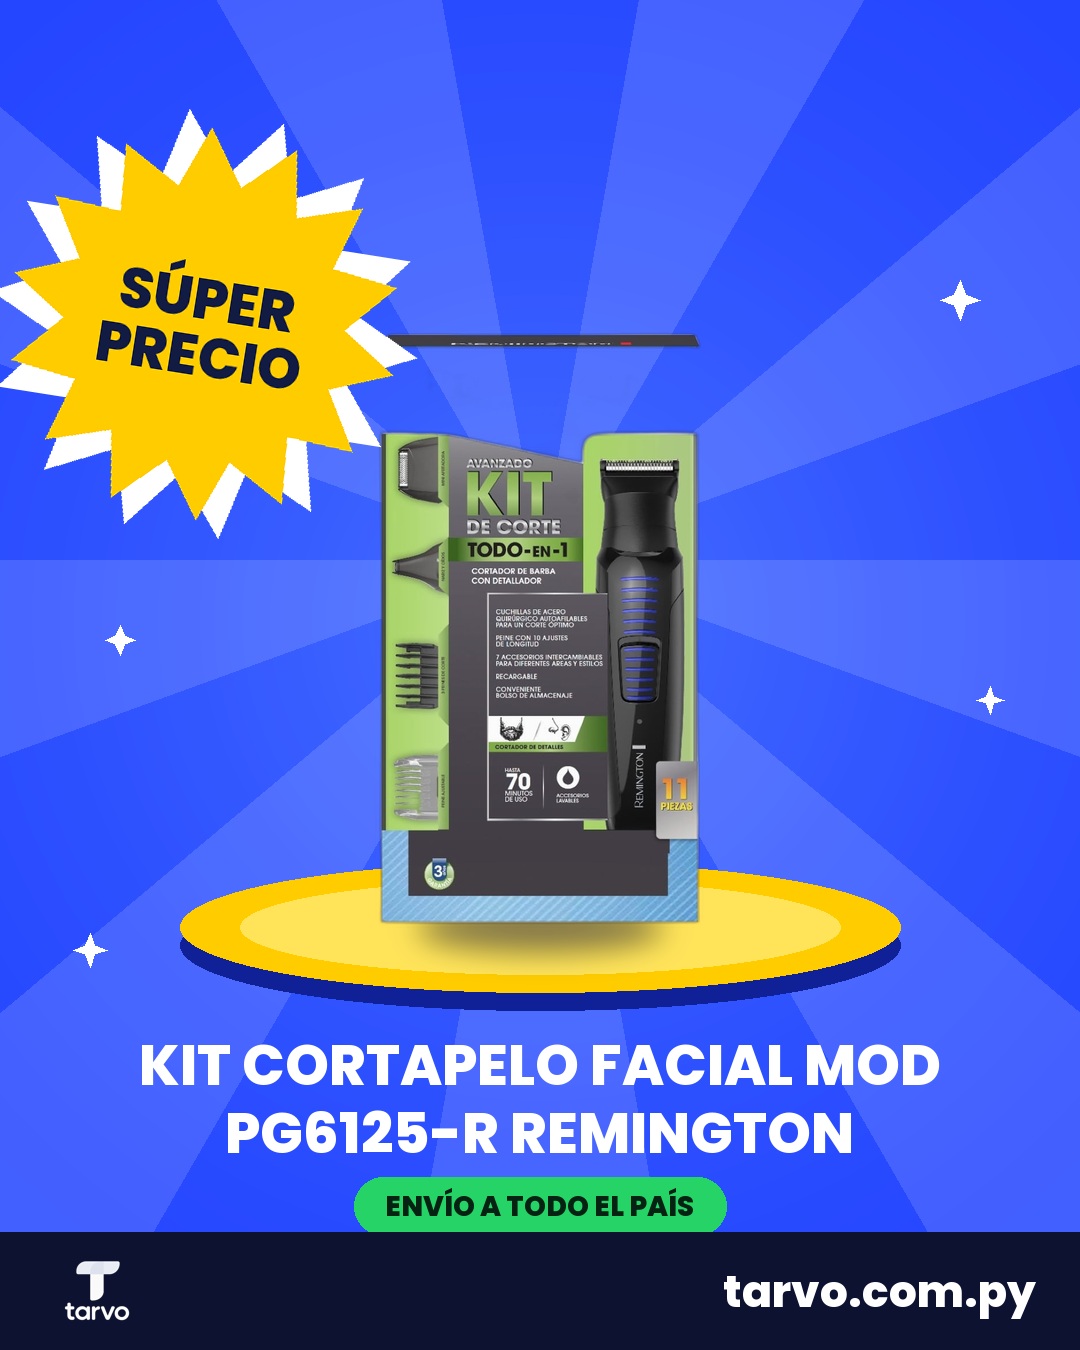 SÚPER
PRECIO
AVANZADO
KIT
DE CORTE
TODO-EN-1
CORTADOR DE BARBA
CON DETALLADOR
CUCHILLAS DE ACERO
QUIRÚRGICO AUTOAFILABLES
PARA UN CORTE ÓPTIMO
PEINE CON 10 AJUSTES
DE LONGITUD
7 ACCESORIOS INTERCAMBIABLES
PARA DIFERENTES ÁREAS Y ESTILOS
RECARGABLE
CONVENIENTE
BOLSO DE ALMACENAJE
CORTADOR DE DETALLES
HASTA
70
MINUTOS
DE USO
ACCESORIOS
LAVABLES
REMINGTON
11
PIEZAS
3
KIT CORTAPELO FACIAL MOD
PG6125-R REMINGTON
ENVÍO A TODO EL PAÍS
tarvo
tarvo.com.py